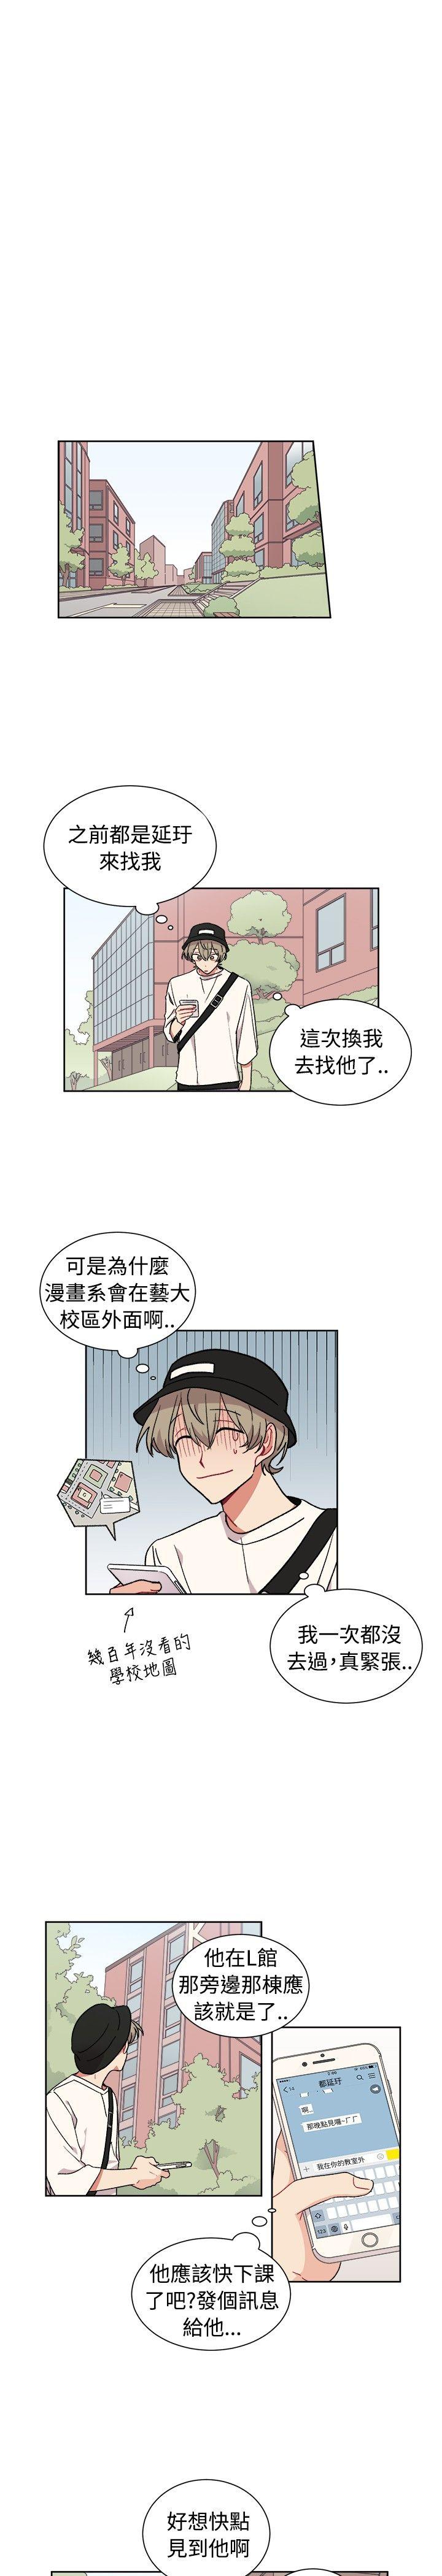 之前都是延玗
來找我
這次換我
去找他了..
可是為什麼
漫畫系會在藝大
校區外面啊..
幾百年沒看的
學校地圖
我一次都沒
去過，真緊張..
他在L館
那旁邊那棟應
該就是了..
都延玗
啊..
那晚點見囉~ㄏㄏ
我在你的教室外
123
他應該快下課
了吧?發個訊息
給他...
好想快點
見到他啊